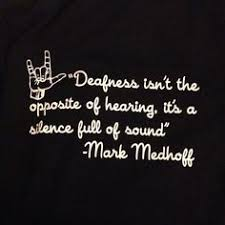 "Deafness isn't the
opposite of hearing, it's a
silence full of sound"
-Mark Medhoff